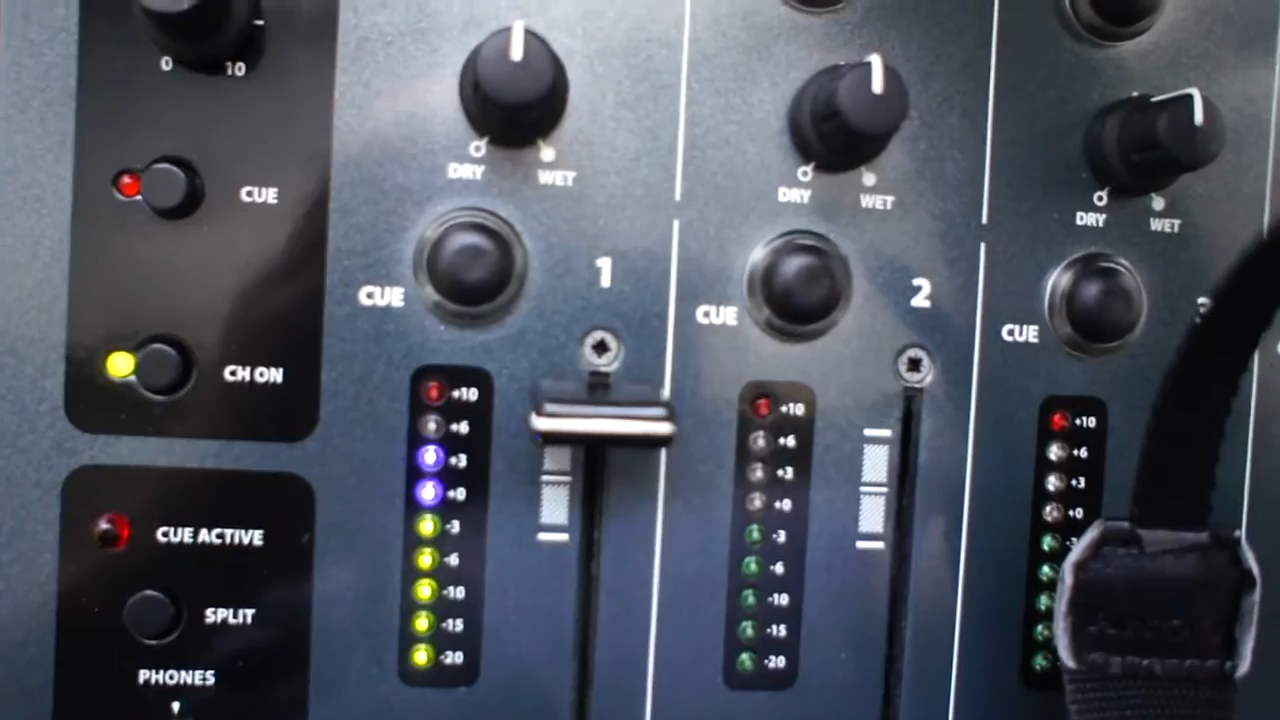 0 10
CUE
CH ON
CUE ACTIVE
SPLIT
PHONES
DRY WET
CUE
1
+10
+6
+3
+0
-3
-6
-10
-15
-20
DRY WET
CUE
2
+10
+6
+3
+0
-3
-6
-10
-15
-20
DRY WET
CUE
+10
+6
+3
+0